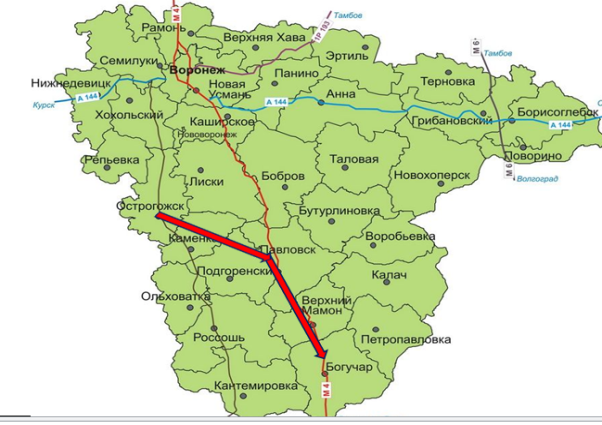 М 4
Тамбов
1Р 193
Рамонь
Верхняя Хава
Эртиль
М 6
Тамбов
Семилуки
Воронеж
Панино
Терновка
Нижнедевицк
Новая
Усмань
А 144
Курск
А 144
Анна
Борисоглебск
Хохольский
Каширское
Грибановский
А 144
Нововоронеж
Репьевка
Таловая
Поворино
М 6
Волгоград
Лиски
Бобров
Новохоперск
Острогожск
Бутурлиновка
Каменка
Павловск
Воробьевка
Подгоренский
Калач
Ольховатка
Верхний
Мамон
Россошь
Петропавловка
Богучар
Кантемировка
М 4